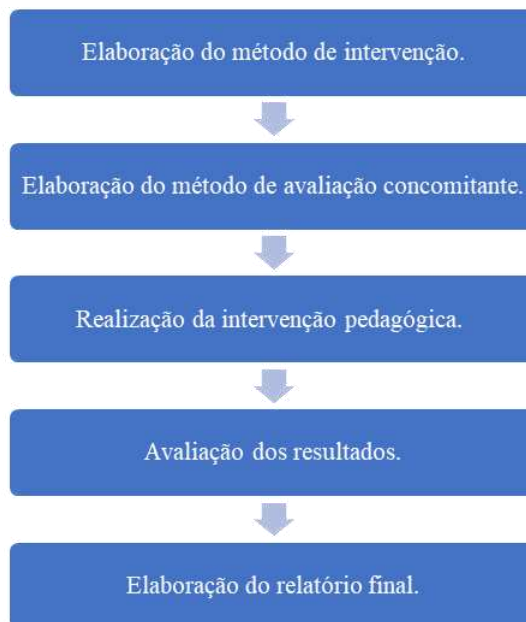 Elaboração do método de intervenção.
Elaboração do método de avaliação concomitante.
Realização da intervenção pedagógica.
Avaliação dos resultados.
Elaboração do relatório final.